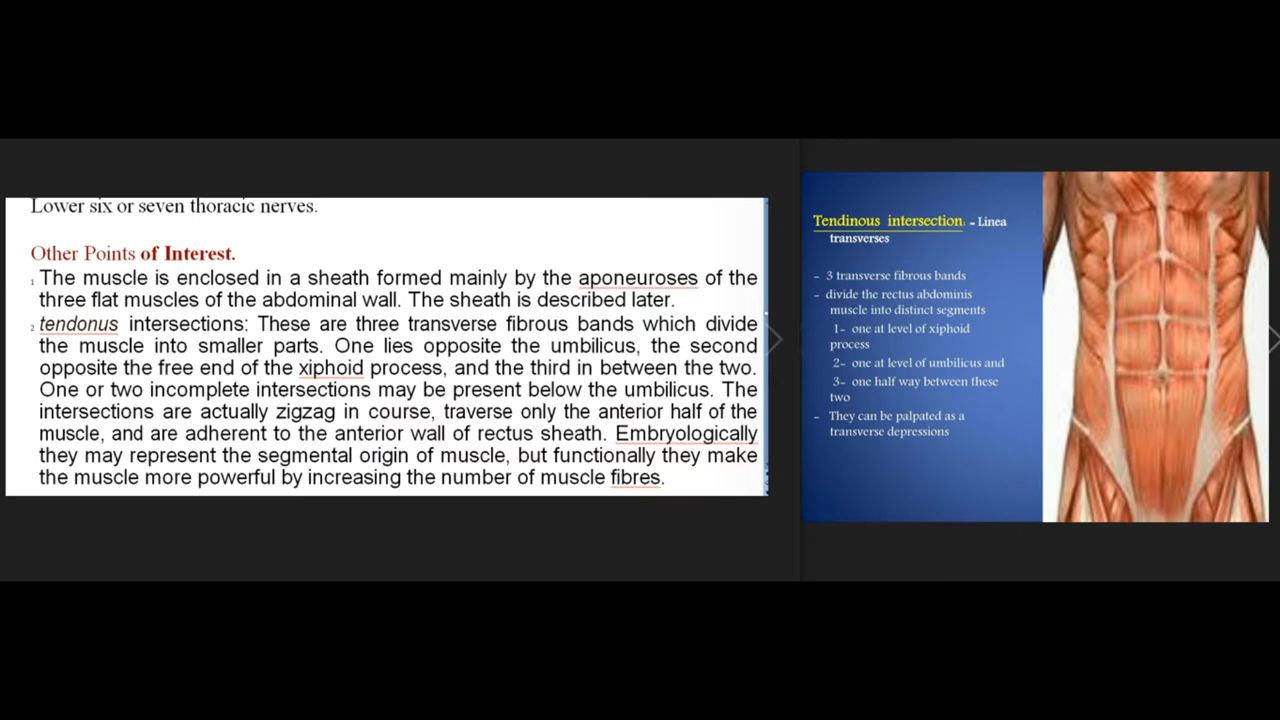 Lower six or seven thoracic nerves.
Other Points of Interest.
1 The muscle is enclosed in a sheath formed mainly by the aponeuroses of the
three flat muscles of the abdominal wall. The sheath is described later.
2 tendonus intersections: These are three transverse fibrous bands which divide
the muscle into smaller parts. One lies opposite the umbilicus, the second
opposite the free end of the xiphoid process, and the third in between the two.
One or two incomplete intersections may be present below the umbilicus. The
intersections are actually zigzag in course, traverse only the anterior half of the
muscle, and are adherent to the anterior wall of rectus sheath. Embryologically
they may represent the segmental origin of muscle, but functionally they make
the muscle more powerful by increasing the number of muscle fibres.
Tendinous intersection: - Linea
transverses
- 3 transverse fibrous bands
- divide the rectus abdominis
muscle into distinct segments
1- one at level of xiphoid
process
2- one at level of umbilicus and
3- one half way between these
two
- They can be palpated as a
transverse depressions